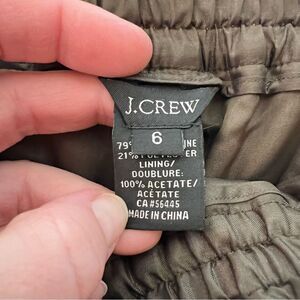 J.CREW
6
79%
21% POLYESTER
LINING/
DOUBLURE:
100% ACETATE/
ACÉTATE
CA#56445
MADE IN CHINA